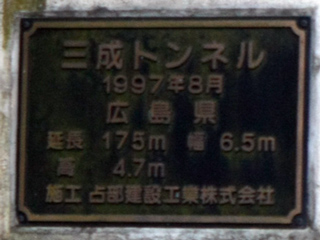 三成トンネル
1997年8月
広島県
延長 175m 幅 6.5m
高 4.7m
施工 占部建設工業株式会社